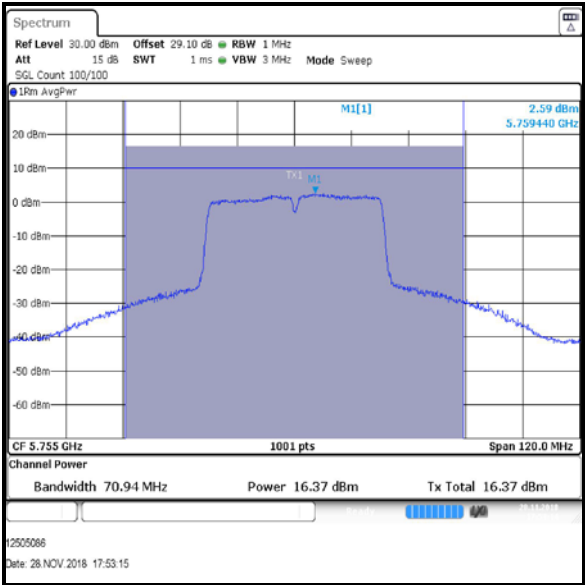 Spectrum
Ref Level 30.00 dBm Offset 29.10 dB RBW 1 MHz
Att 15 dB SWT 1 ms VBW 3 MHz Mode Sweep
SGL Count 100/100
1Rm AvgPwr
M1[1] 2.59 dBm
5.759440 GHz
20 dBm
10 dBm
TX1 M1
0 dBm
-10 dBm
-20 dBm
-30 dBm
-40 dBm
-50 dBm
-60 dBm
CF 5.755 GHz 1001 pts Span 120.0 MHz
Channel Power
Bandwidth 70.94 MHz Power 16.37 dBm Tx Total 16.37 dBm
12505086
Date: 28.NOV.2018 17:53:15